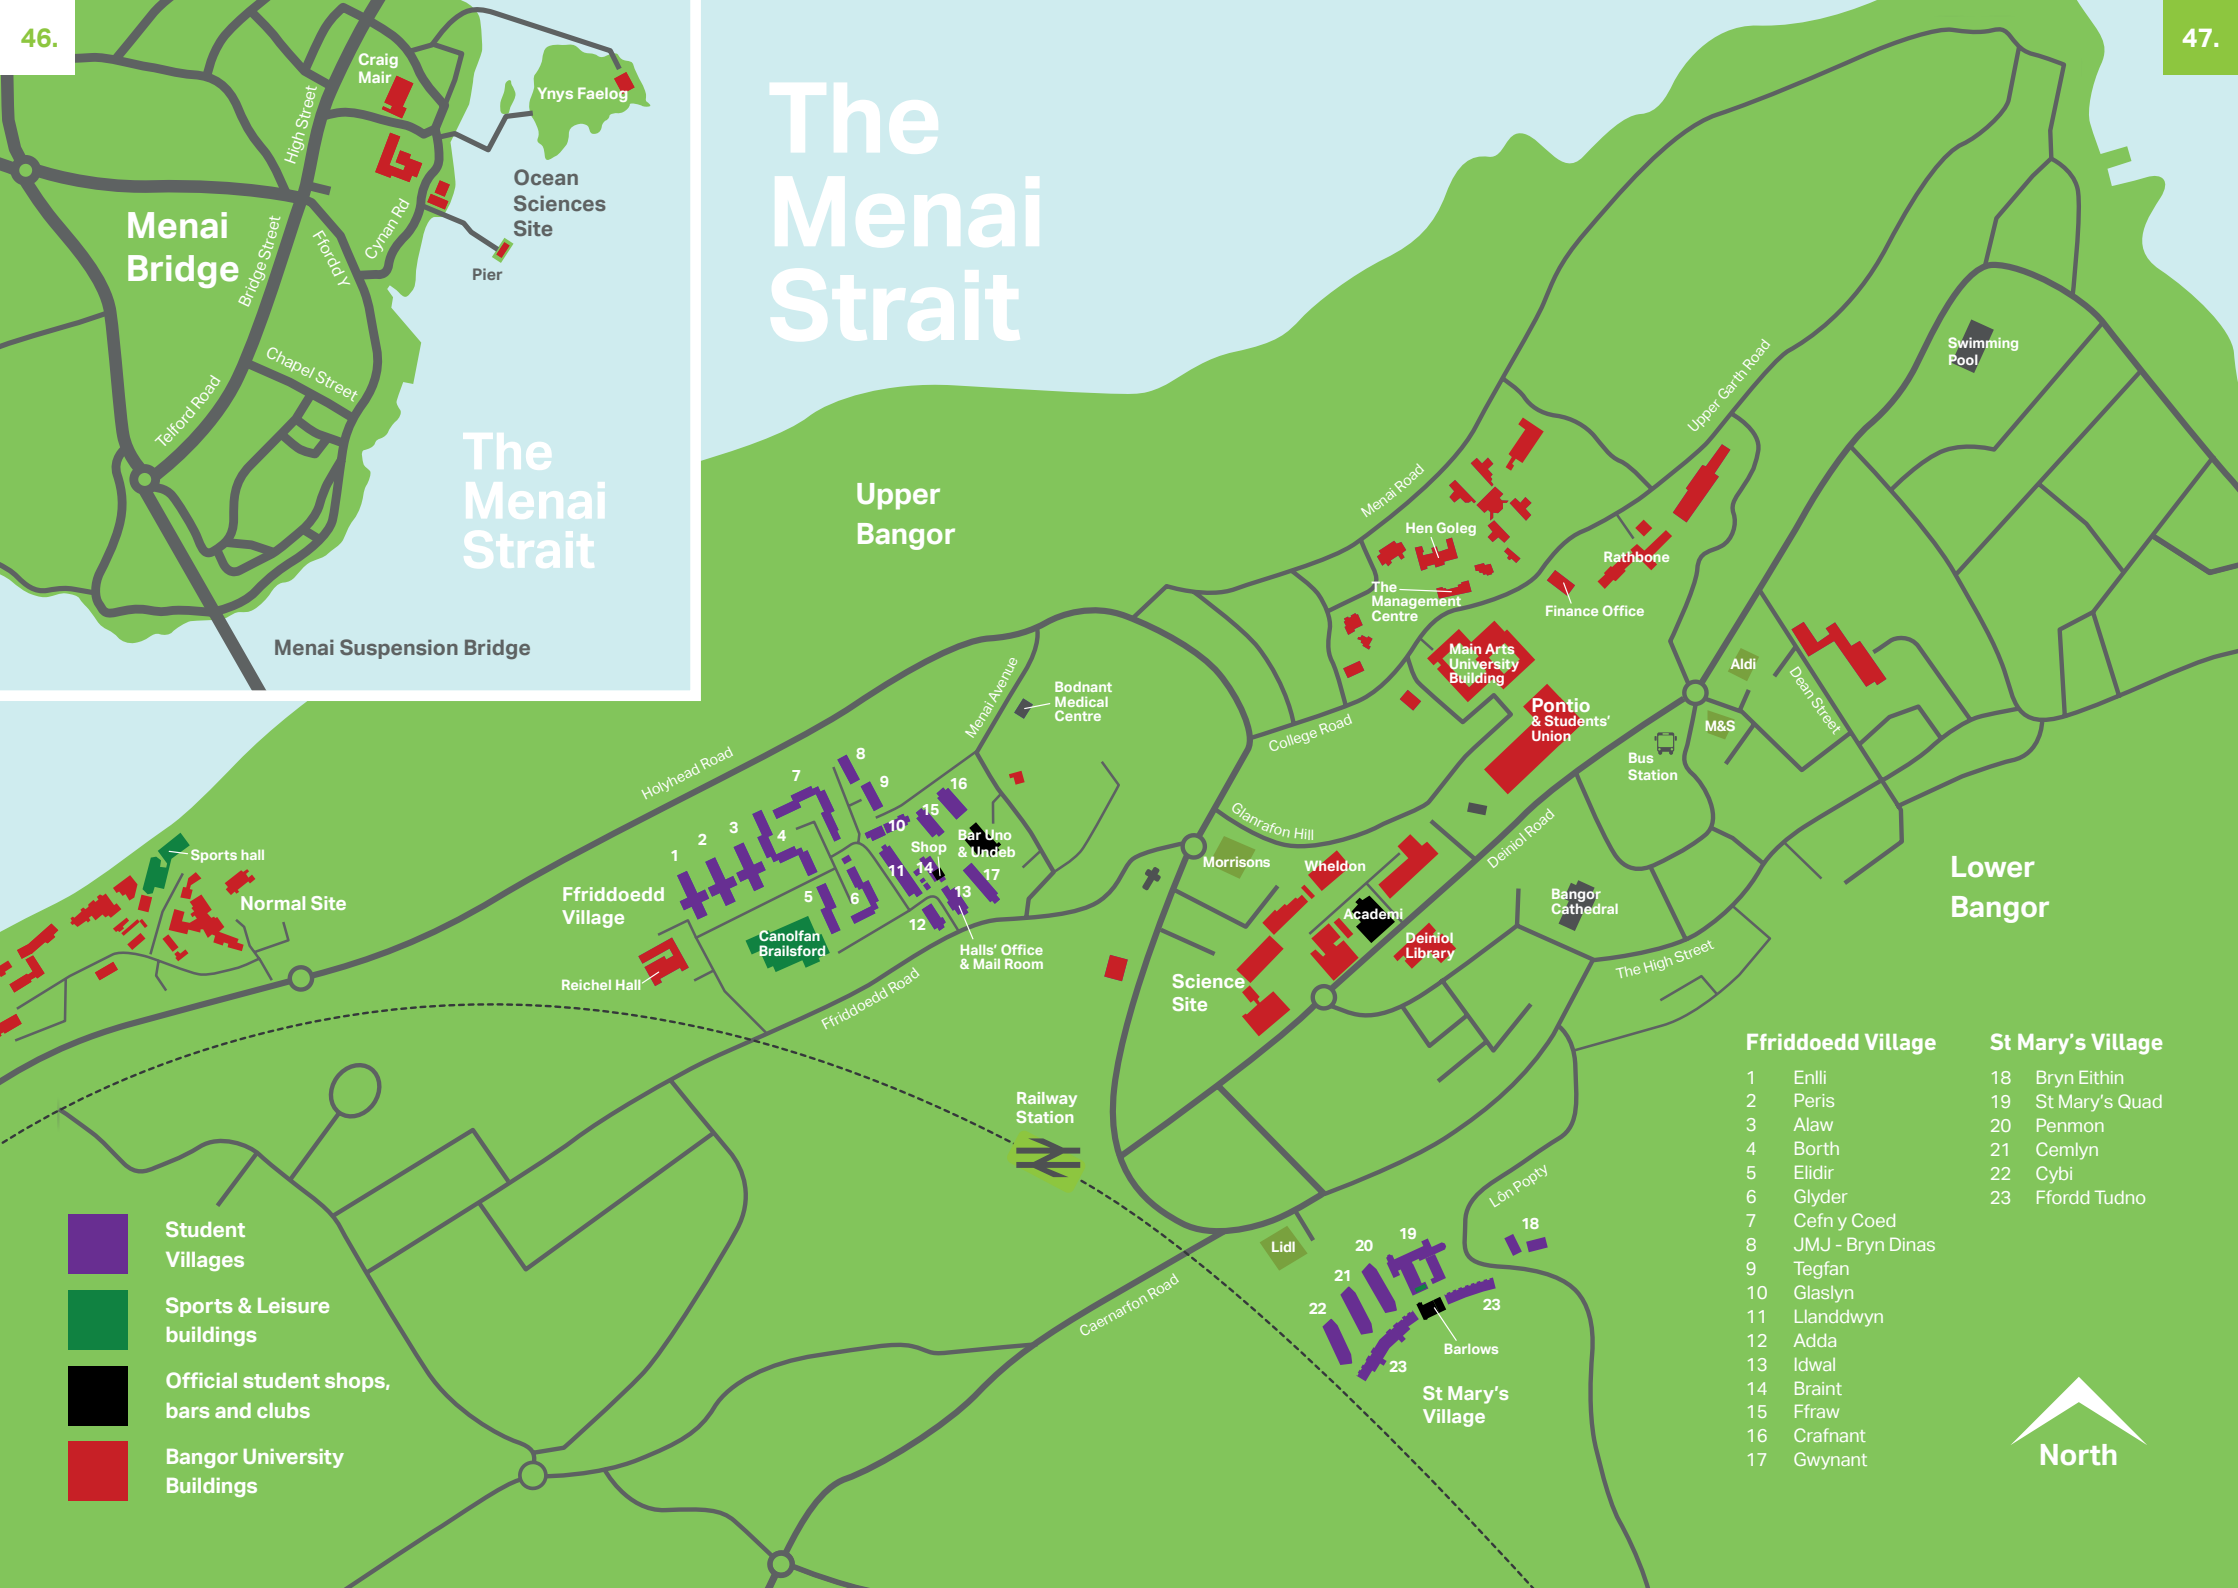 46.
47.
Craig
Mair
High Street
Ynys Faelog
Ocean
Sciences
Site
Menai
Bridge
Bridge Street
Ffordd Y
Cynan Rd
Pier
Chapel Street
Telford Road
The
Menai
Strait
Menai Suspension Bridge
The
Menai
Strait
Upper
Bangor
Swimming
Pool
Upper Garth Road
Menai Road
Hen Goleg
Rathbone
The
Management
Centre
Finance Office
Main Arts
University
Building
Pontio
& Students'
Union
Aldi
M&S
Dean Street
Bus
Station
Menai Avenue
Bodnant
Medical
Centre
College Road
Holyhead Road
Glanrafon Hill
Deiniol Road
Morrisons
Wheldon
Academi
Deiniol
Library
Bangor
Cathedral
The High Street
Lower
Bangor
Science
Site
8
7
9
16
15
3
2
4
10
1
Bar Uno
& Undeb
Shop
11
14
17
5
6
13
12
Ffriddoedd
Village
Canolfan
Brailsford
Halls' Office
& Mail Room
Reichel Hall
Ffriddoedd Road
Sports hall
Normal Site
Railway
Station
Lôn Popty
Lidl
18
19
20
21
22
23
23
Barlows
St Mary's
Village
Caernarfon Road
Student
Villages
Sports & Leisure
buildings
Official student shops,
bars and clubs
Bangor University
Buildings
Ffriddoedd Village
1 Enlli
2 Peris
3 Alaw
4 Borth
5 Elidir
6 Glyder
7 Cefn y Coed
8 JMJ - Bryn Dinas
9 Tegfan
10 Glaslyn
11 Llanddwyn
12 Adda
13 Idwal
14 Braint
15 Ffraw
16 Crafnant
17 Gwynant
St Mary's Village
18 Bryn Eithin
19 St Mary's Quad
20 Penmon
21 Cemlyn
22 Cybi
23 Ffordd Tudno
North